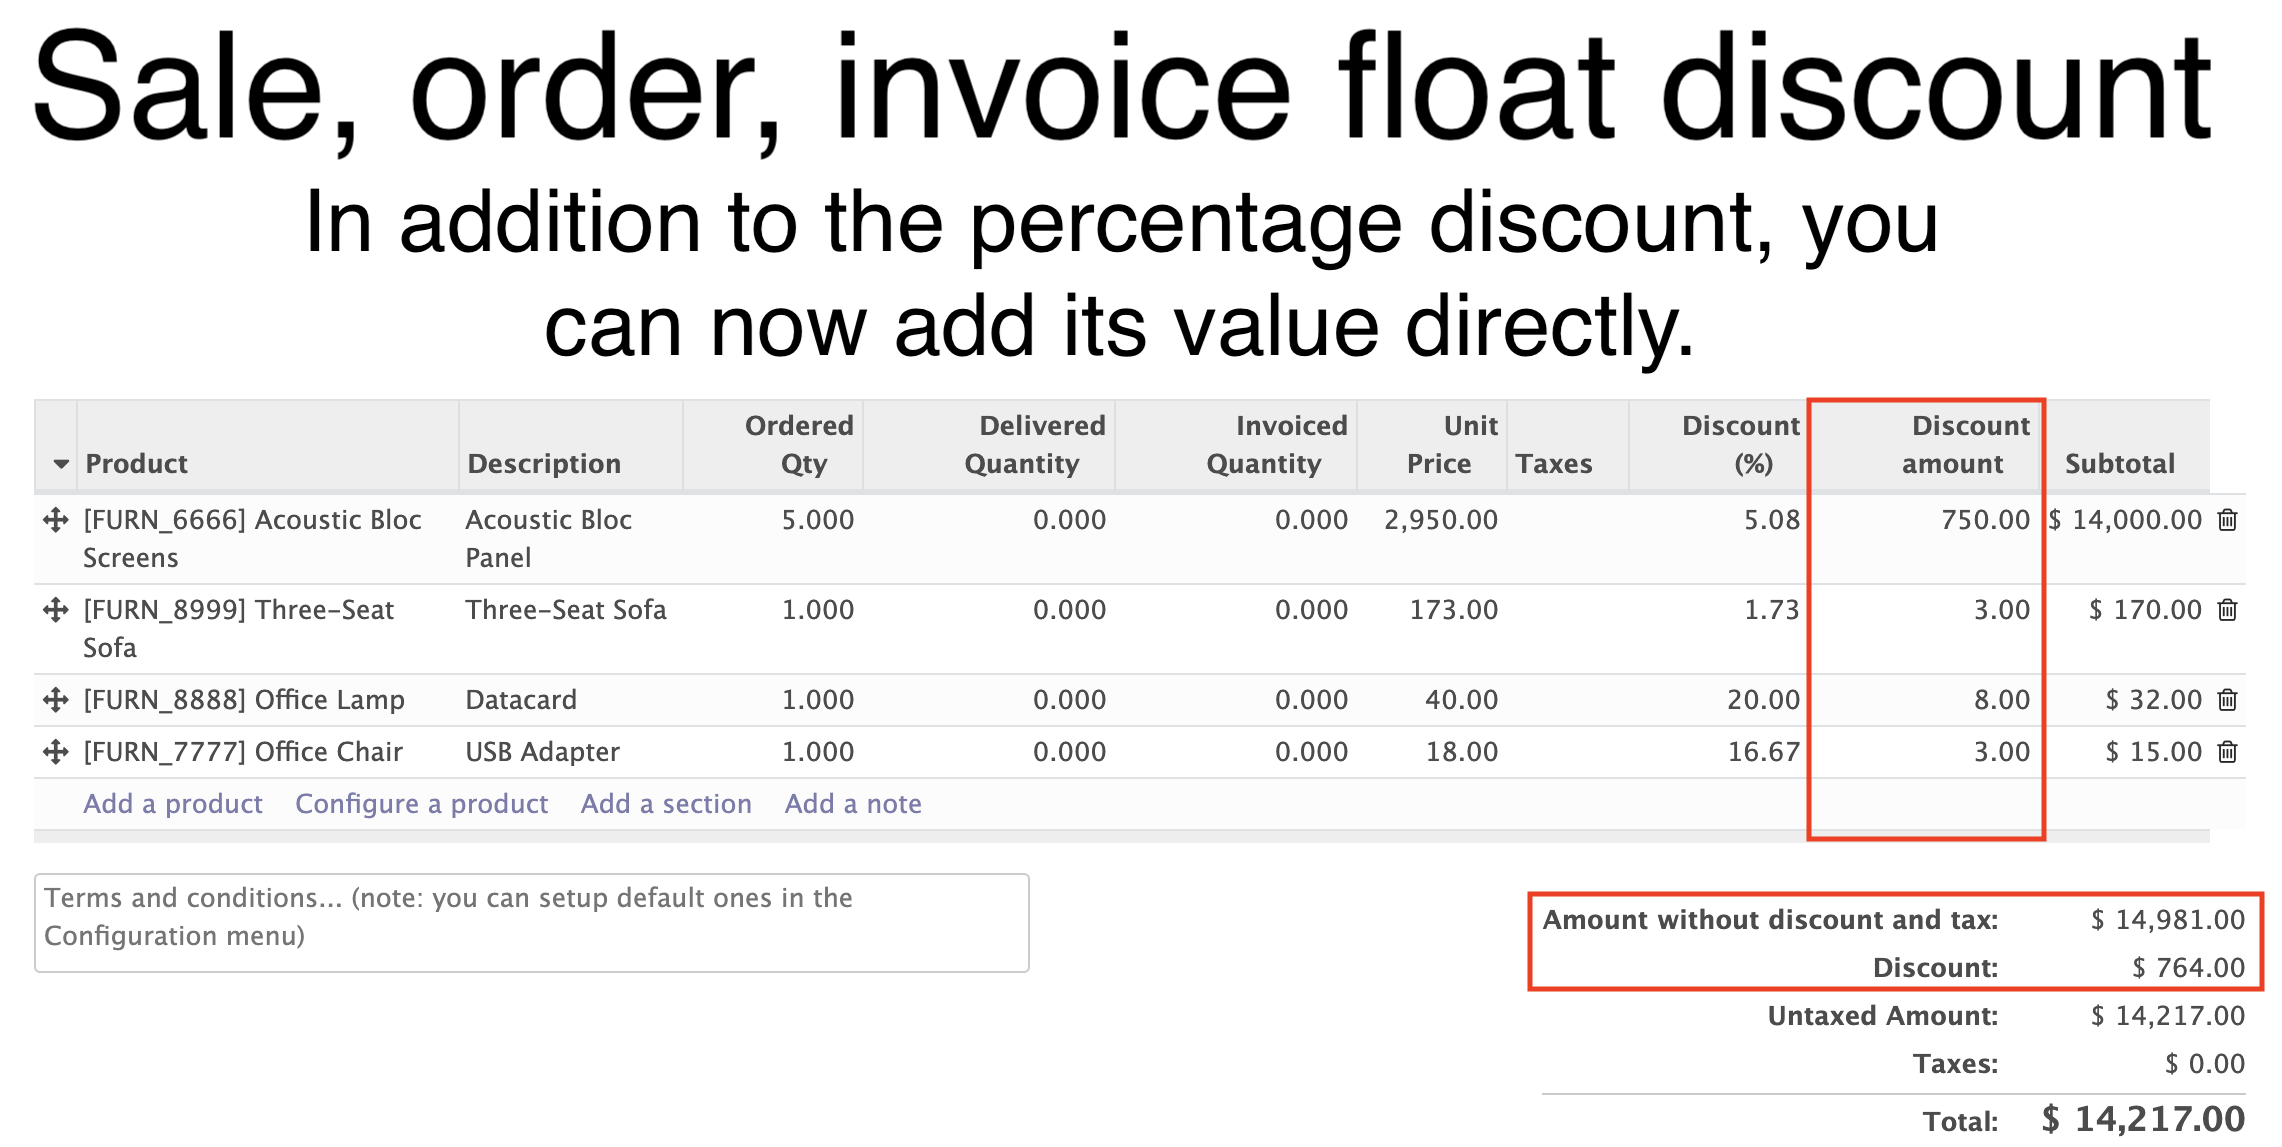 Sale, order, invoice float discount
In addition to the percentage discount, you
can now add its value directly.
Product Description Ordered Qty Delivered Quantity Invoiced Quantity Unit Price Taxes Discount (%) Discount amount Subtotal
[FURN_6666] Acoustic Bloc Screens Acoustic Bloc Panel 5.000 0.000 0.000 2,950.00 5.08 750.00 $ 14,000.00
[FURN_8999] Three-Seat Sofa Three-Seat Sofa 1.000 0.000 0.000 173.00 1.73 3.00 $ 170.00
[FURN_8888] Office Lamp Datacard 1.000 0.000 0.000 40.00 20.00 8.00 $ 32.00
[FURN_7777] Office Chair USB Adapter 1.000 0.000 0.000 18.00 16.67 3.00 $ 15.00
Add a product Configure a product Add a section Add a note
Terms and conditions... (note: you can setup default ones in the
Configuration menu)
Amount without discount and tax: $ 14,981.00
Discount: $ 764.00
Untaxed Amount: $ 14,217.00
Taxes: $ 0.00
Total: $ 14,217.00